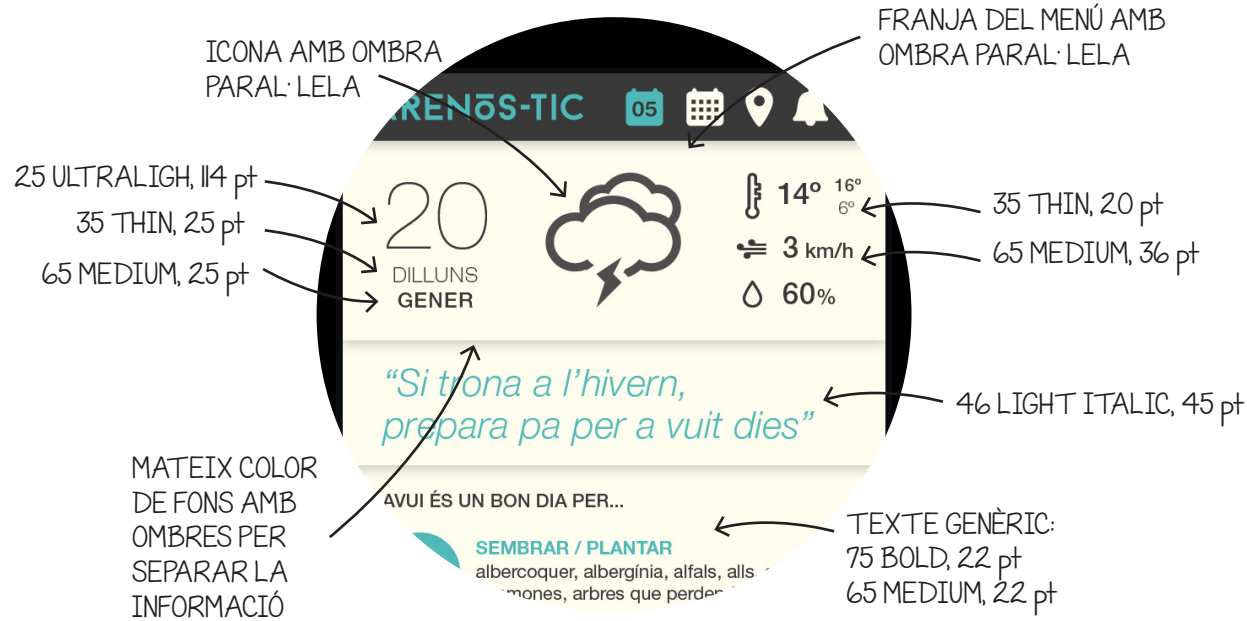 ICONA AMB OMBRA
PARAL·LELA
FRANJA DEL MENÚ AMB
OMBRA PARAL·LELA
RENŌS-TIC
05
25 ULTRALIGH, 114 pt
35 THIN, 25 pt
65 MEDIUM, 25 pt
20
DILLUNS
GENER
14º 16º
6º
3 km/h
60%
35 THIN, 20 pt
65 MEDIUM, 36 pt
“Si trona a l’hivern,
prepara pa per a vuit dies”
46 LIGHT ITALIC, 45 pt
MATEIX COLOR
DE FONS AMB
OMBRES PER
SEPARAR LA
INFORMACIÓ
AVUI ÉS UN BON DIA PER...
SEMBRAR / PLANTAR
albercoquer, albergínia, alfals, alls,
mones, arbres que perden
TEXTE GENÈRIC:
75 BOLD, 22 pt
65 MEDIUM, 22 pt